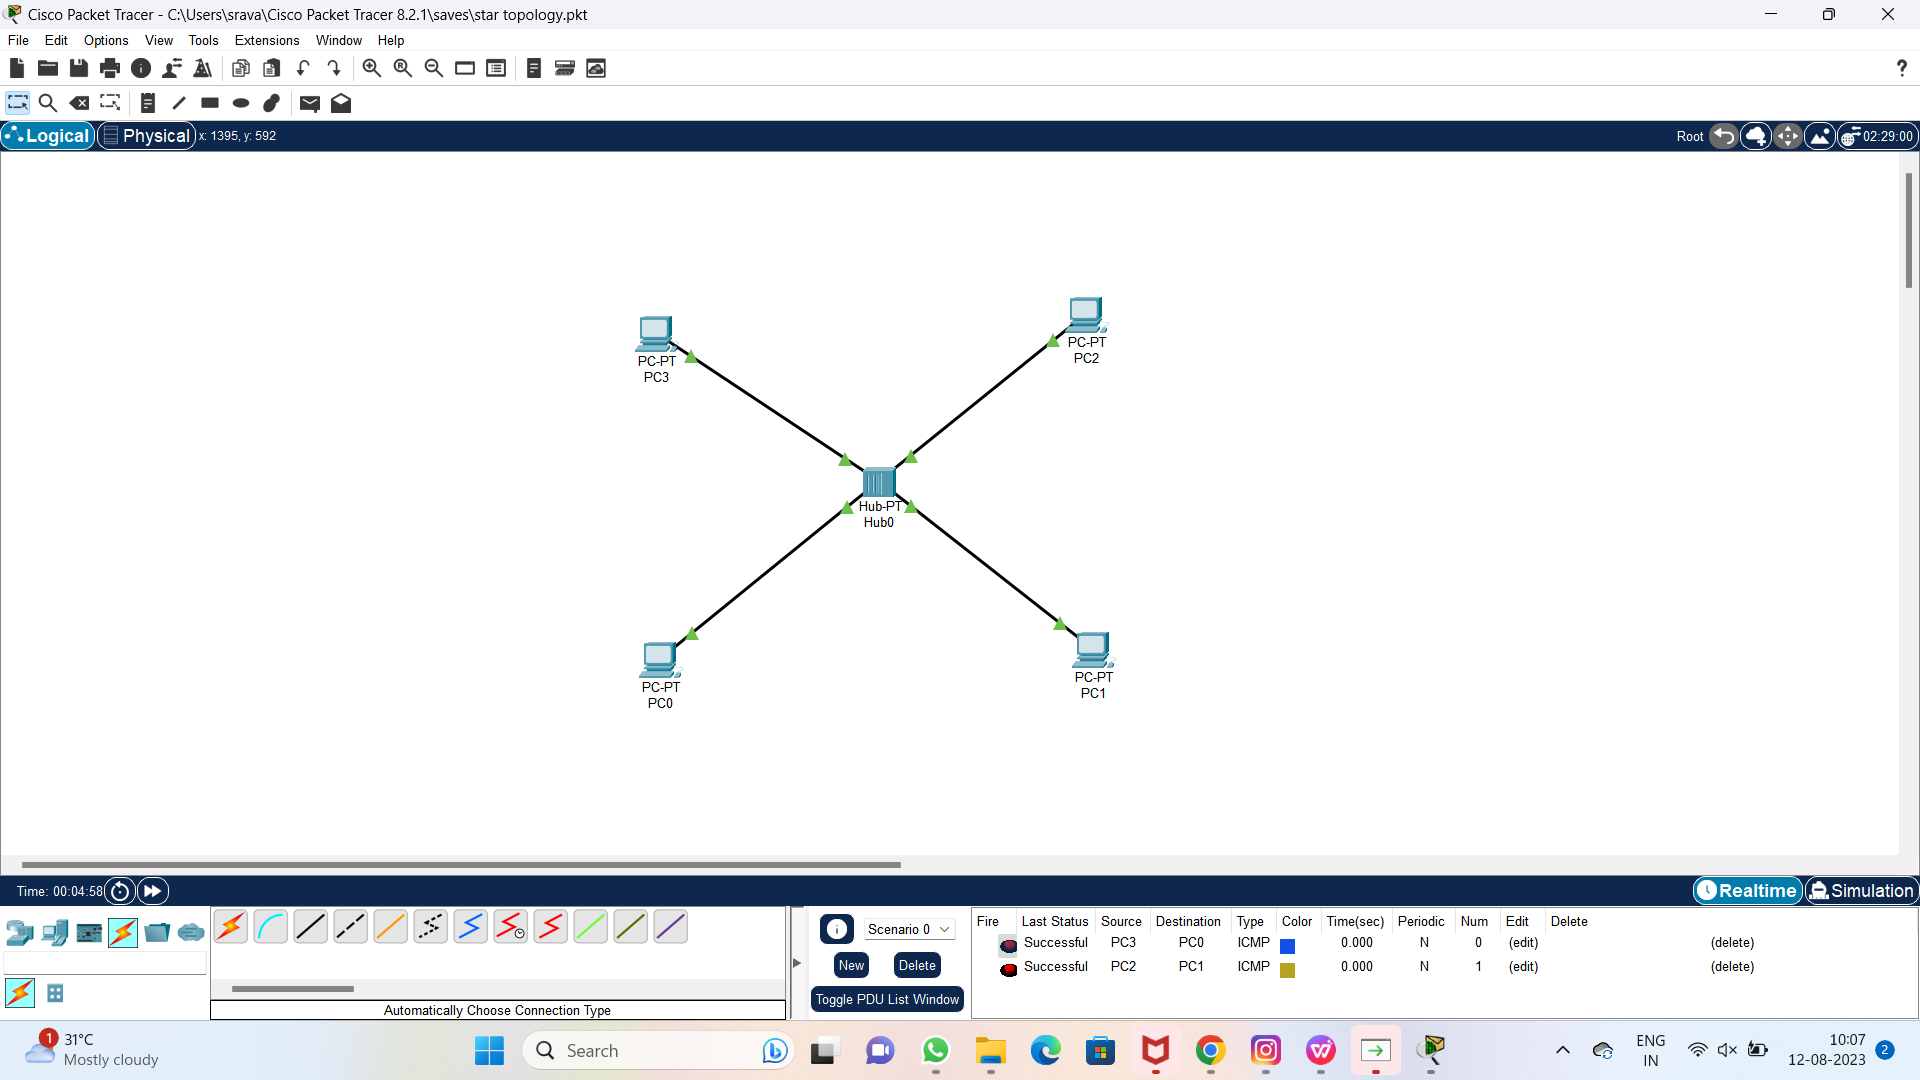 Cisco Packet Tracer - C:\Users\srava\Cisco Packet Tracer 8.2.1\saves\star topology.pkt
File Edit Options View Tools Extensions Window Help
?
Logical Physical x: 1395, y: 592 Root 02:29:00
PC-PT
PC3
PC-PT
PC2
Hub-PT
Hub0
PC-PT
PC0
PC-PT
PC1
Time: 00:04:58 Realtime Simulation
Scenario 0
New Delete
Toggle PDU List Window
Automatically Choose Connection Type
Fire Last Status Source Destination Type Color Time(sec) Periodic Num Edit Delete
Successful PC3 PC0 ICMP 0.000 N 0 (edit) (delete)
Successful PC2 PC1 ICMP 0.000 N 1 (edit) (delete)
1 31°C
Mostly cloudy
Search
ENG
IN
10:07
12-08-2023
2